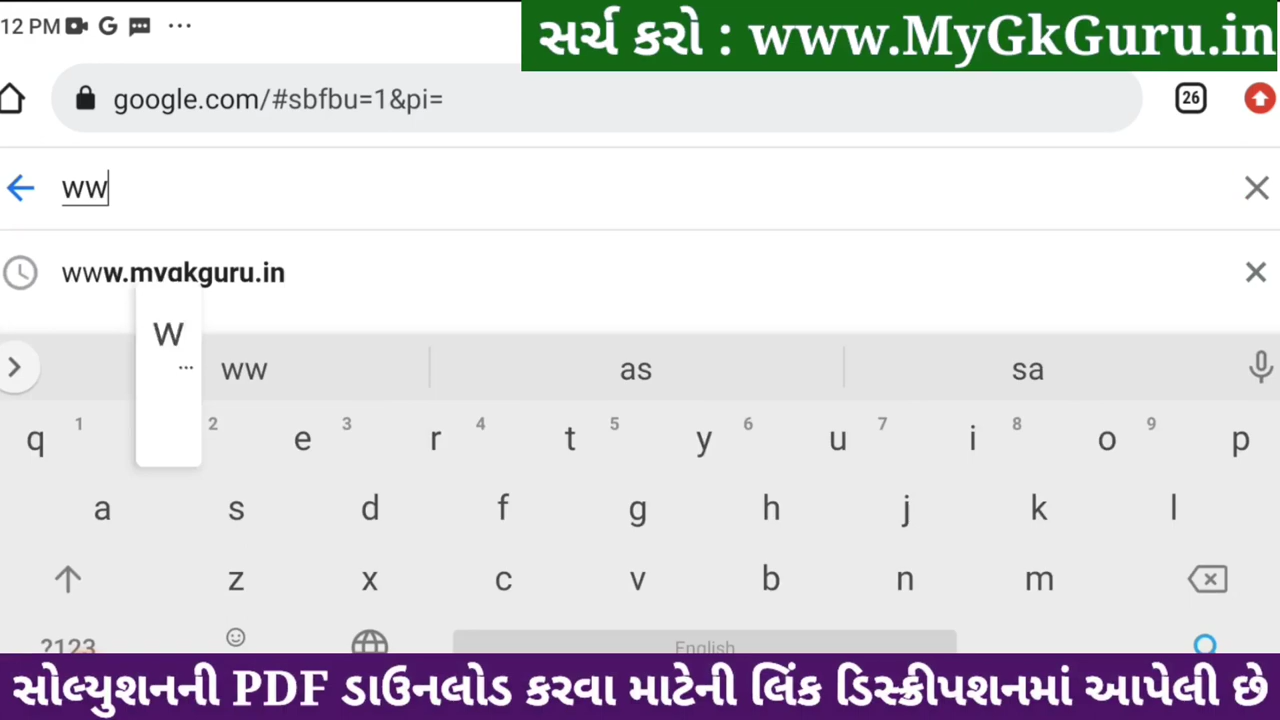 12 PM G ...
સર્ચ કરો : www.MyGkGuru.in
google.com/#sbfbu=1&pi=
26
ww
www.mygkguru.in
W
...
ww as sa
q 1 2 e 3 r 4 t 5 y 6 u 7 i 8 o 9 p
a s d f g h j k l
z x c v b n m
?123 English
સોલ્યુશનની PDF ડાઉનલોડ કરવા માટેની લિંક ડિસ્ક્રીપશનમાં આપેલી છે